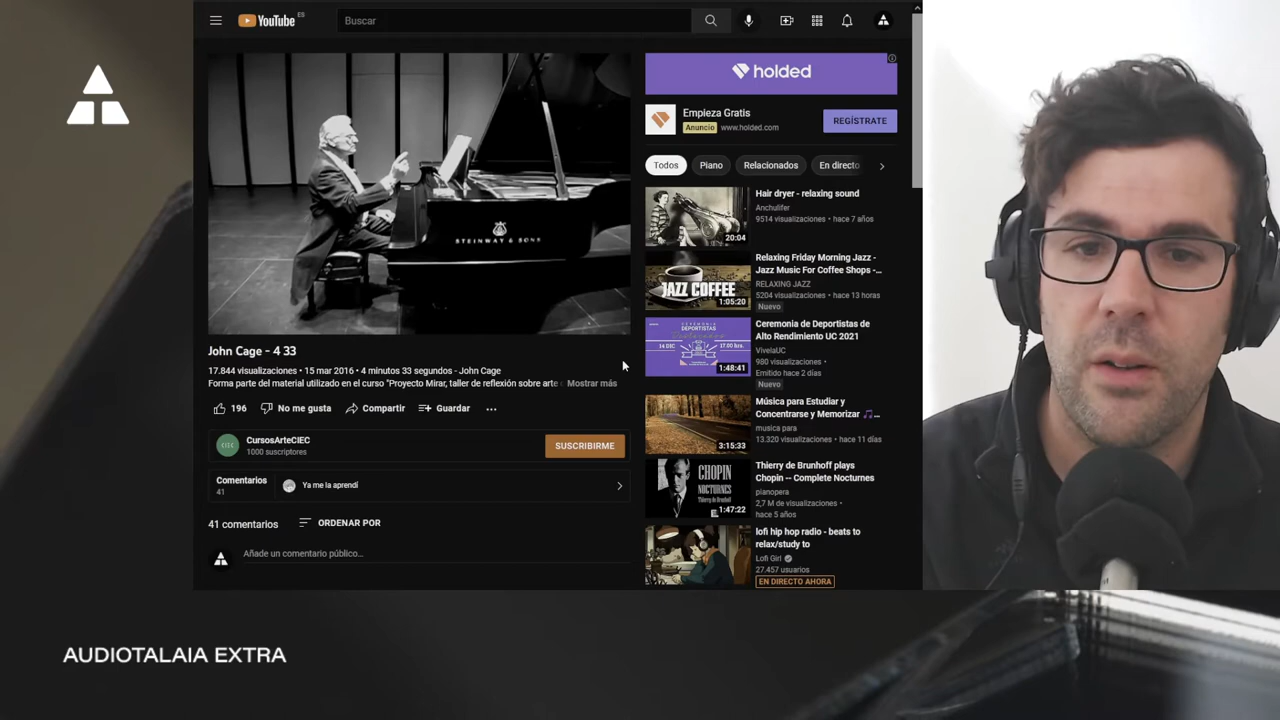 YouTube ES
Buscar
STEINWAY & SONS
John Cage - 4 33
17.844 visualizaciones • 15 mar 2016 • 4 minutos 33 segundos - John Cage
Forma parte del material utilizado en el curso "Proyecto Mirar, taller de reflexión sobre arte
Mostrar más
196
No me gusta
Compartir
Guardar
CursosArteCIEC
1000 suscriptores
SUSCRIBIRME
Comentarios
41
Ya me la aprendí
41 comentarios
ORDENAR POR
Añade un comentario público...
holded
Empieza Gratis
Anuncio www.holded.com
REGÍSTRATE
Todos
Piano
Relacionados
En directo
20:04
Hair dryer - relaxing sound
Anchulifer
9514 visualizaciones • hace 7 años
JAZZ COFFEE
1:05:20
Relaxing Friday Morning Jazz -
Jazz Music For Coffee Shops -...
RELAXING JAZZ
5204 visualizaciones • hace 13 horas
Nuevo
CEREMONIA DE
DEPORTISTAS
14.DIC
17:00 hrs.
1:48:41
Ceremonia de Deportistas de
Alto Rendimiento UC 2021
VivelaUC
980 visualizaciones •
Emitido hace 2 días
Nuevo
3:15:33
Música para Estudiar y
Concentrarse y Memorizar 🎶...
musica para
13.320 visualizaciones • hace 11 días
CHOPIN
NOCTURNES
1:47:22
Thierry de Brunhoff plays
Chopin -- Complete Nocturnes
pianopera
2,7 M de visualizaciones •
hace 5 años
lofi hip hop radio - beats to
relax/study to
Lofi Girl
27.457 usuarios
EN DIRECTO AHORA
AUDIOTALAIA EXTRA